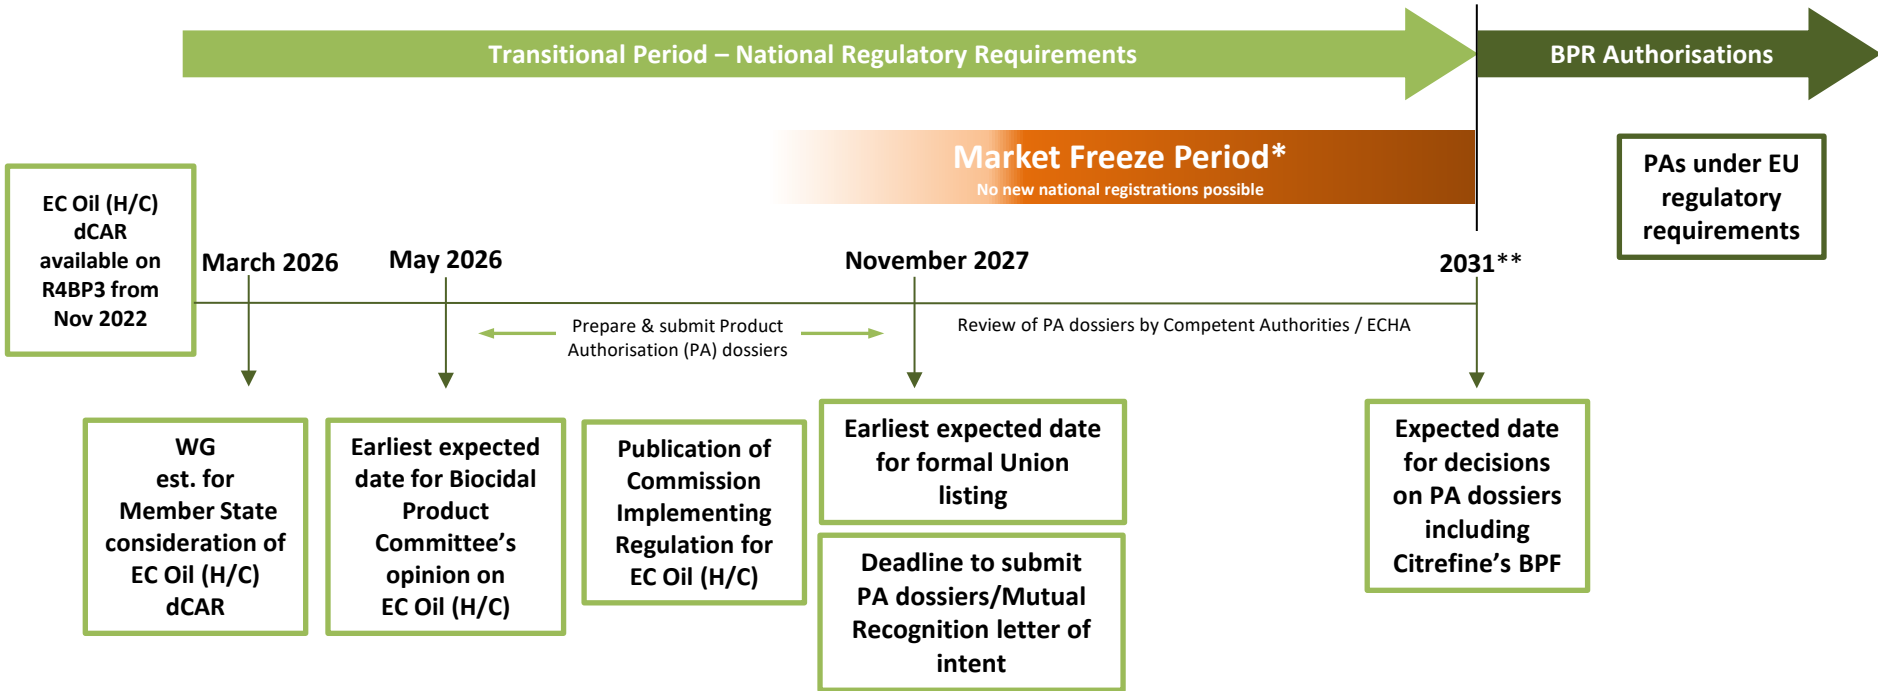 Transitional Period – National Regulatory Requirements
BPR Authorisations
Market Freeze Period*
No new national registrations possible
PAs under EU
regulatory
requirements
EC Oil (H/C)
dCAR
available on
R4BP3 from
Nov 2022
March 2026
May 2026
November 2027
2031**
Prepare & submit Product
Authorisation (PA) dossiers
Review of PA dossiers by Competent Authorities / ECHA
WG
est. for
Member State
consideration of
EC Oil (H/C)
dCAR
Earliest expected
date for Biocidal
Product
Committee’s
opinion on
EC Oil (H/C)
Publication of
Commission
Implementing
Regulation for
EC Oil (H/C)
Earliest expected date
for formal Union
listing
Deadline to submit
PA dossiers/Mutual
Recognition letter of
intent
Expected date
for decisions
on PA dossiers
including
Citrefine’s BPF